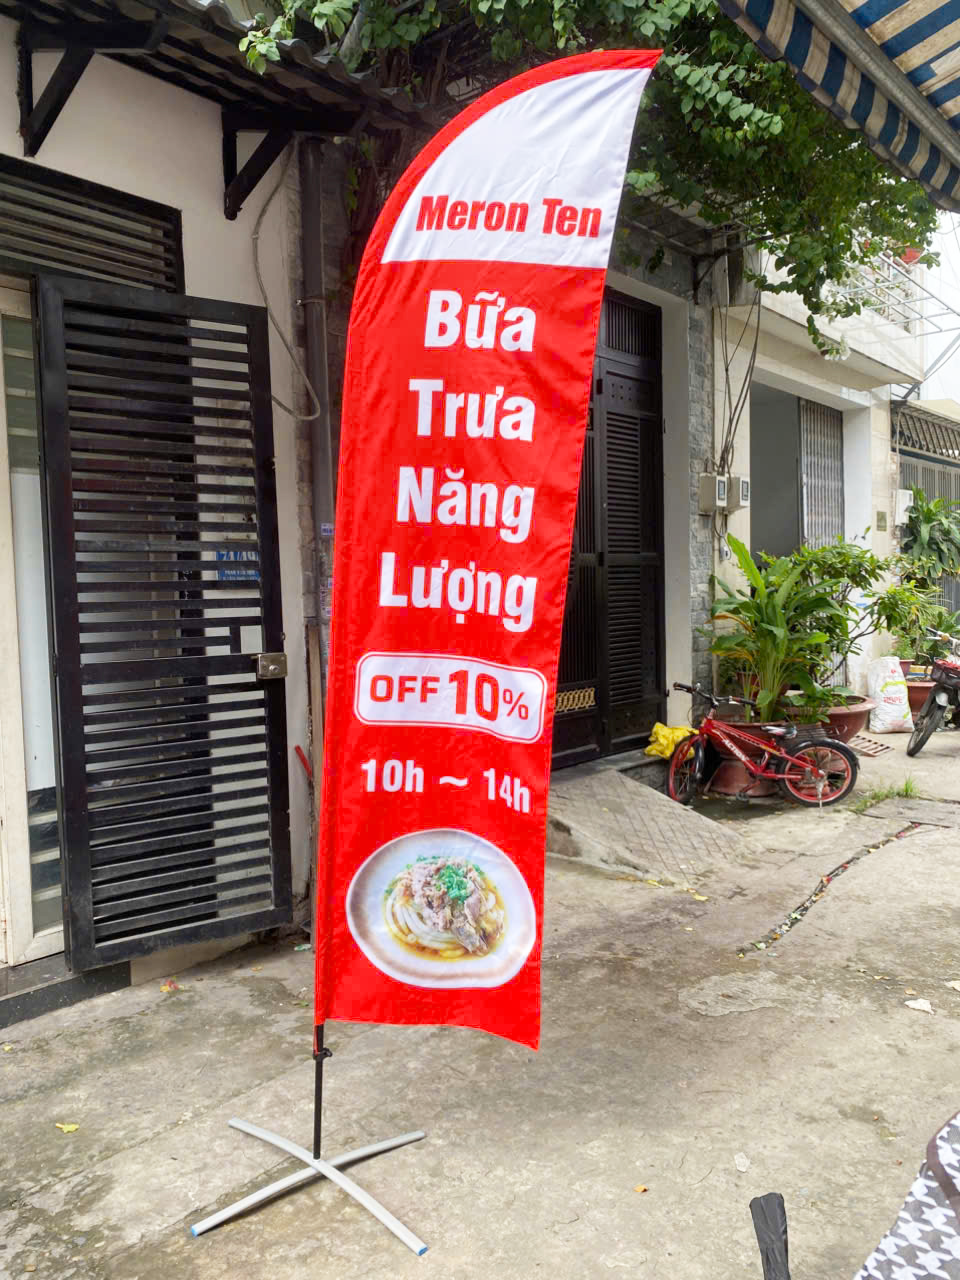 Meron Ten
Bữa
Trưa
Năng
Lượng
OFF 10%
10h ~ 14h